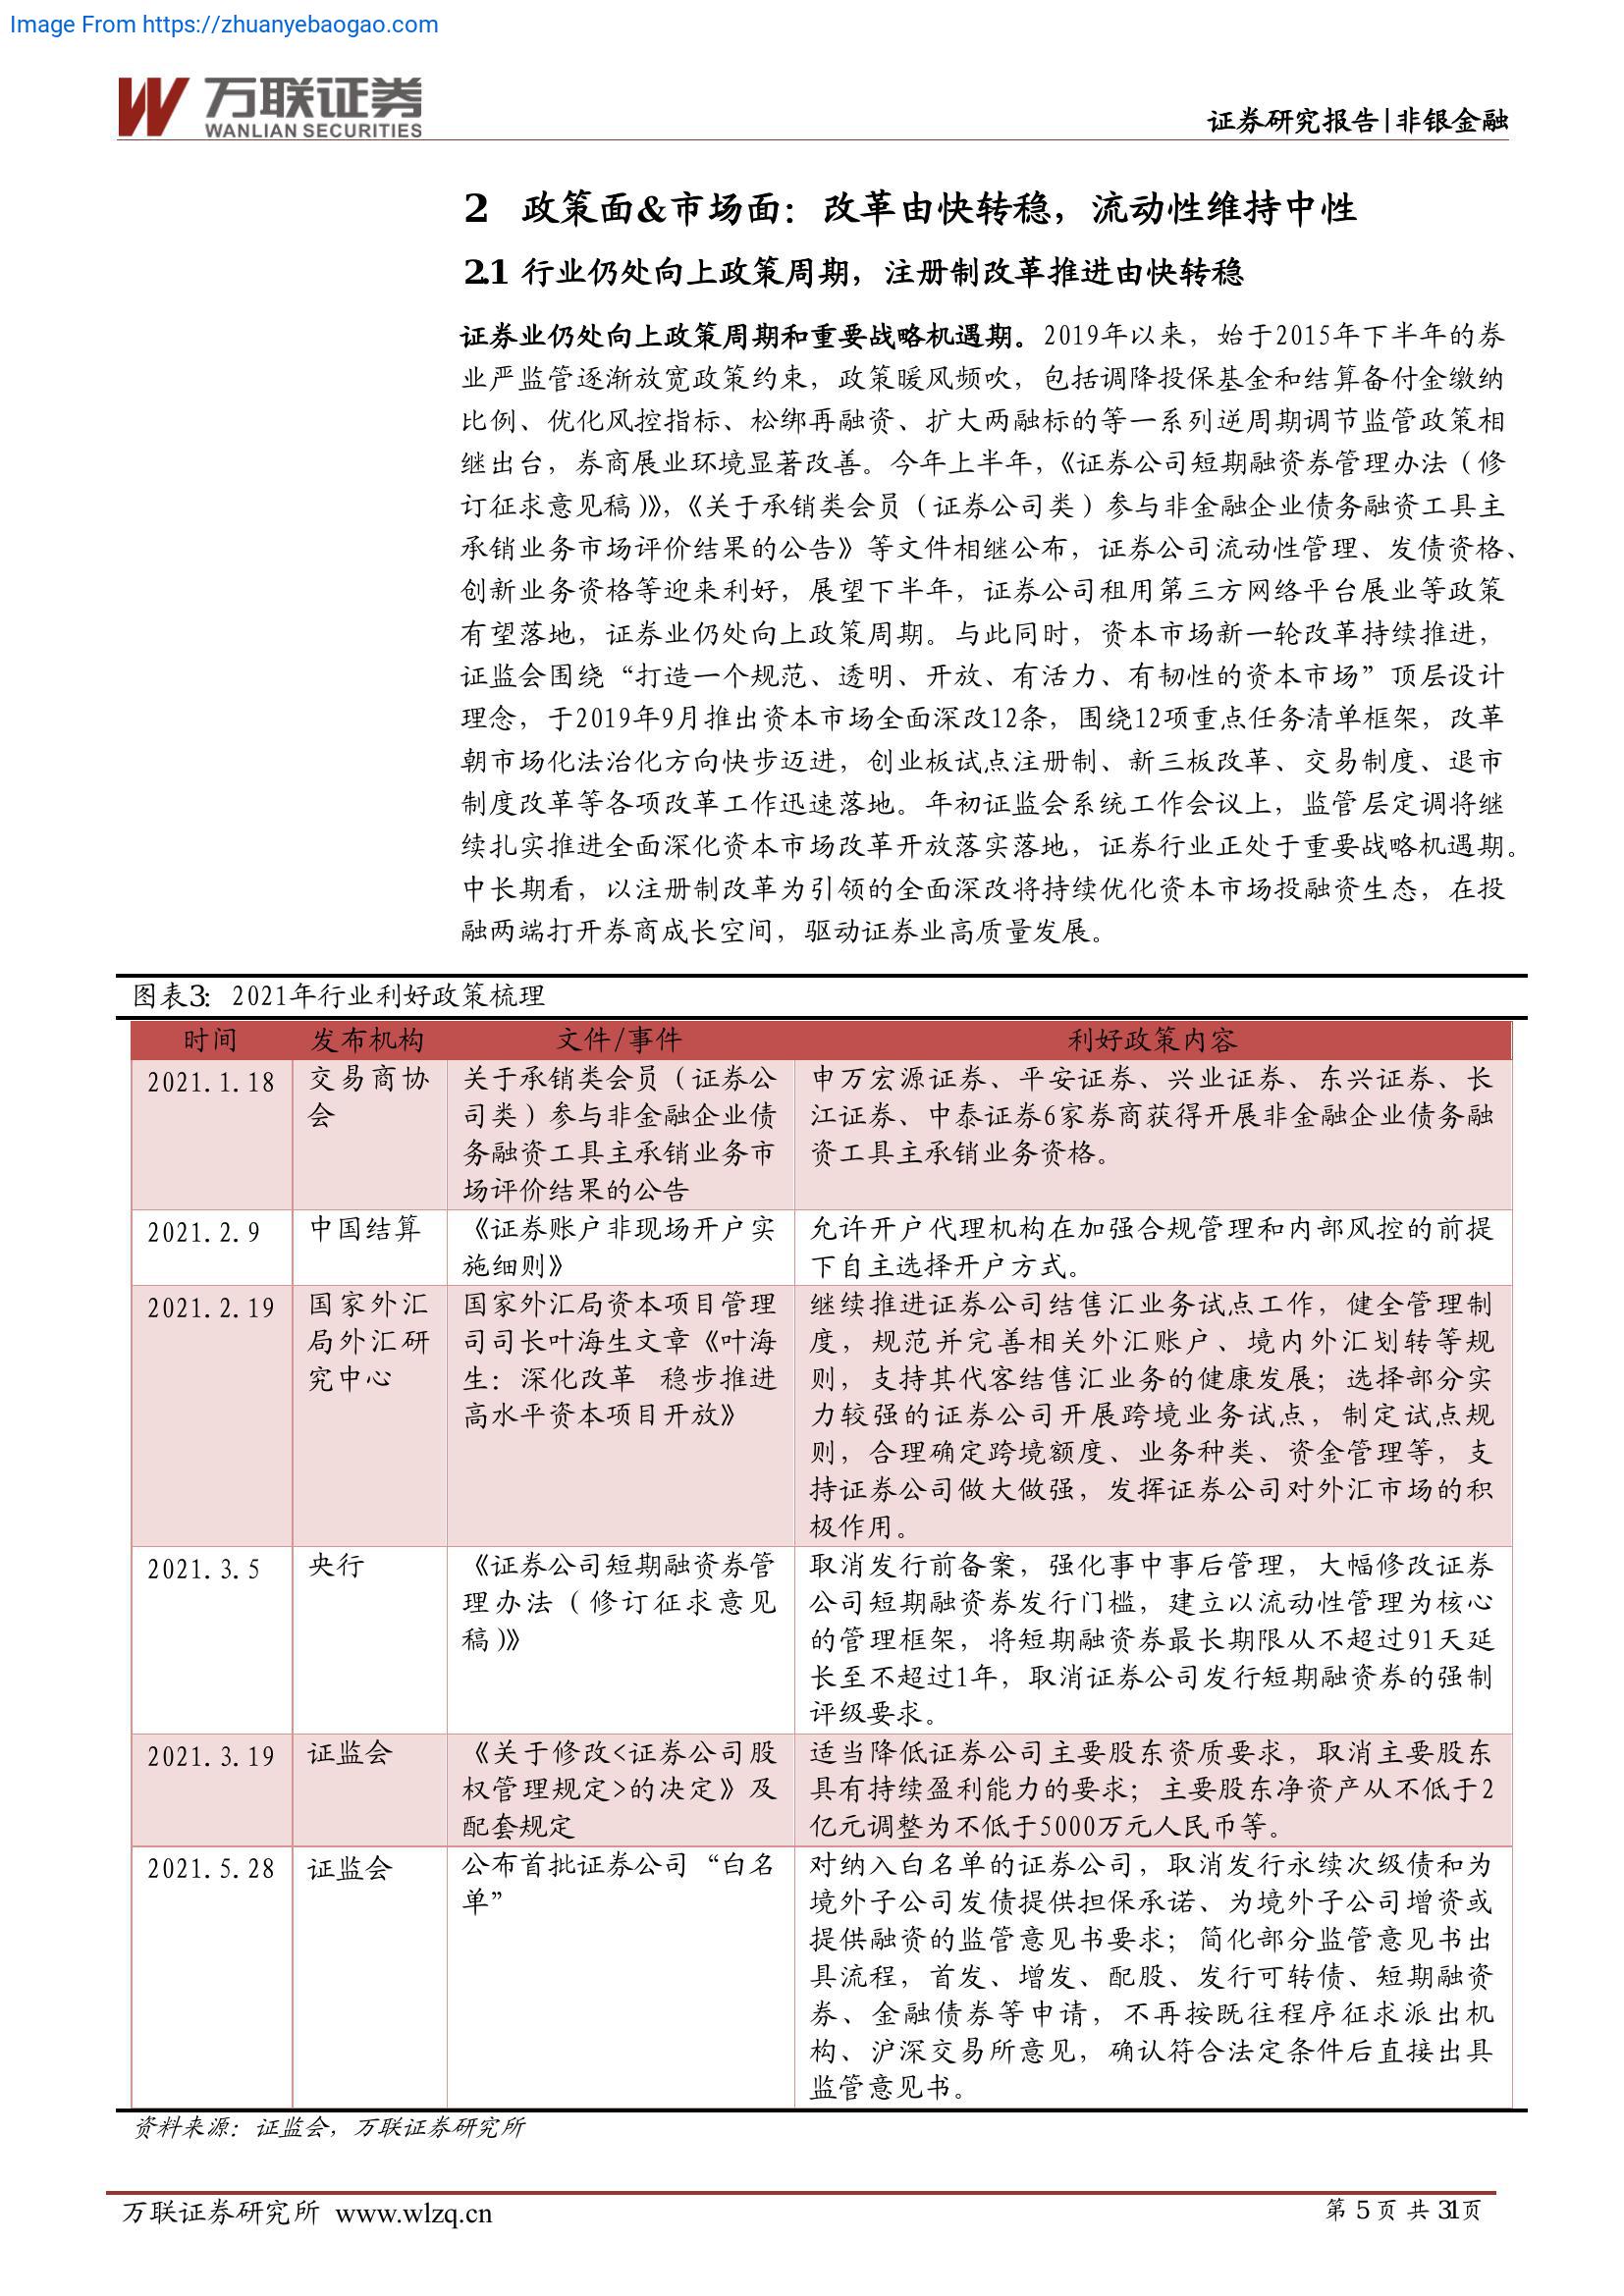 Image From https://zhuanyebaogao.com
万联证券
WANLIAN SECURITIES
证券研究报告|非银金融
2 政策面&市场面：改革由快转稳，流动性维持中性
2.1 行业仍处向上政策周期，注册制改革推进由快转稳
证券业仍处向上政策周期和重要战略机遇期。2019年以来，始于2015年下半年的券
业严监管逐渐放宽政策约束，政策暖风频吹，包括调降投保基金和结算备付金缴纳
比例、优化风控指标、松绑再融资、扩大两融标的等一系列逆周期调节监管政策相
继出台，券商展业环境显著改善。今年上半年，《证券公司短期融资券管理办法（修
订征求意见稿）》，《关于承销类会员（证券公司类）参与非金融企业债务融资工具主
承销业务市场评价结果的公告》等文件相继公布，证券公司流动性管理、发债资格、
创新业务资格等迎来利好，展望下半年，证券公司租用第三方网络平台展业等政策
有望落地，证券业仍处向上政策周期。与此同时，资本市场新一轮改革持续推进，
证监会围绕“打造一个规范、透明、开放、有活力、有韧性的资本市场”顶层设计
理念，于2019年9月推出资本市场全面深改12条，围绕12项重点任务清单框架，改革
朝市场化法治化方向快步迈进，创业板试点注册制、新三板改革、交易制度、退市
制度改革等各项改革工作迅速落地。年初证监会系统工作会议上，监管层定调将继
续扎实推进全面深化资本市场改革开放落实落地，证券行业正处于重要战略机遇期。
中长期看，以注册制改革为引领的全面深改将持续优化资本市场投融资生态，在投
融两端打开券商成长空间，驱动证券业高质量发展。
图表3：2021年行业利好政策梳理
时间 发布机构 文件/事件 利好政策内容
2021.1.18 交易商协 关于承销类会员（证券公 申万宏源证券、平安证券、兴业证券、东兴证券、长
会 司类）参与非金融企业债 江证券、中泰证券6家券商获得开展非金融企业债务融
务融资工具主承销业务市 资工具主承销业务资格。
场评价结果的公告
2021.2.9 中国结算 《证券账户非现场开户实 允许开户代理机构在加强合规管理和内部风控的前提
施细则》 下自主选择开户方式。
2021.2.19 国家外汇 国家外汇局资本项目管理 继续推进证券公司结售汇业务试点工作，健全管理制
局外汇研 司司长叶海生文章《叶海 度，规范并完善相关外汇账户、境内外汇划转等规
究中心 生：深化改革 稳步推进 则，支持其代客结售汇业务的健康发展；选择部分实
高水平资本项目开放》 力较强的证券公司开展跨境业务试点，制定试点规
则，合理确定跨境额度、业务种类、资金管理等，支
持证券公司做大做强，发挥证券公司对外汇市场的积
极作用。
2021.3.5 央行 《证券公司短期融资券管 取消发行前备案，强化事中事后管理，大幅修改证券
理办法（修订征求意见 公司短期融资券发行门槛，建立以流动性管理为核心
稿）》 的管理框架，将短期融资券最长期限从不超过91天延
长至不超过1年，取消证券公司发行短期融资券的强制
评级要求。
2021.3.19 证监会 《关于修改<证券公司股 适当降低证券公司主要股东资质要求，取消主要股东
权管理规定>的决定》及 具有持续盈利能力的要求；主要股东净资产从不低于2
配套规定 亿元调整为不低于5000万元人民币等。
2021.5.28 证监会 公布首批证券公司“白名 对纳入白名单的证券公司，取消发行永续次级债和为
单” 境外子公司发债提供担保承诺、为境外子公司增资或
提供融资的监管意见书要求；简化部分监管意见书出
具流程，首发、增发、配股、发行可转债、短期融资
券、金融债券等申请，不再按既往程序征求派出机
构、沪深交易所意见，确认符合法定条件后直接出具
监管意见书。
资料来源：证监会，万联证券研究所
万联证券研究所 www.wlzq.cn 第 5 页 共 31 页